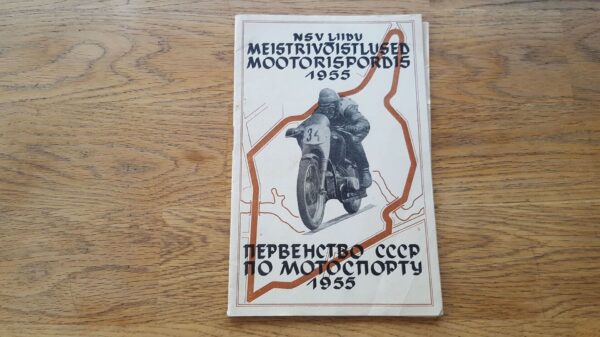 NSV LIIDU
MEISTRIVÕISTLUSED
MOOTORISPORDIS
1955
34
ПЕРВЕНСТВО СССР
ПО МОТОСПОРТУ
1955